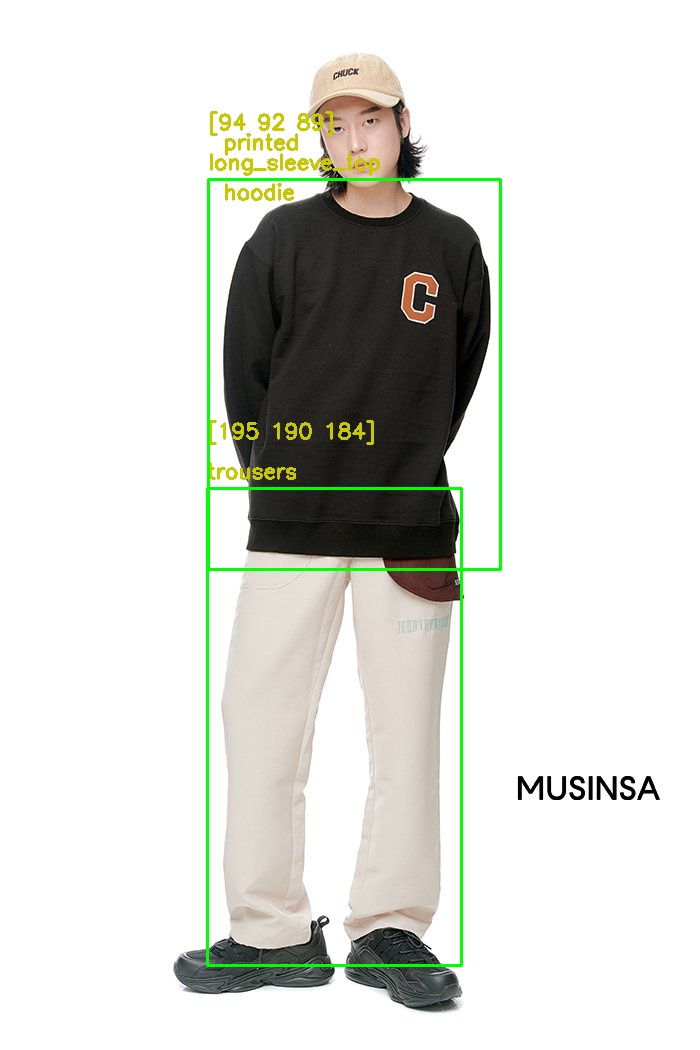 CHUCK
[94 92 89]
printed
long_sleeve_top
hoodie
C
[195 190 184]
trousers
MUSINSA